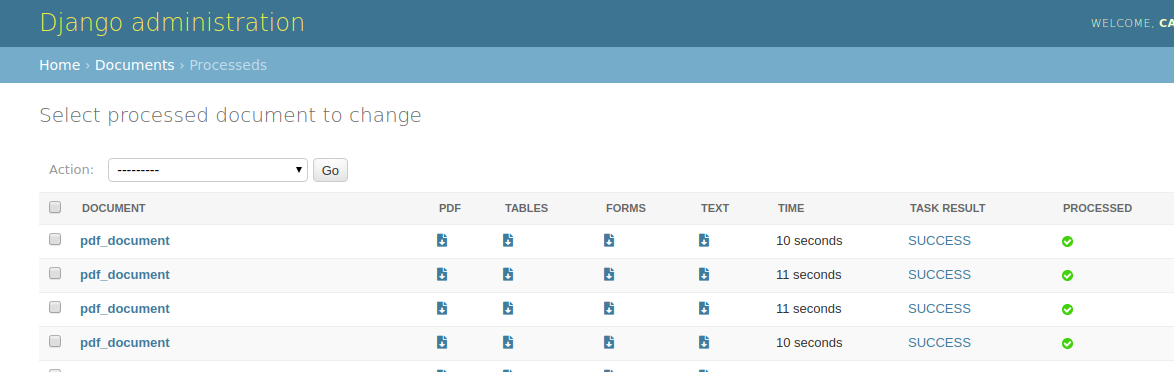 Django administration
WELCOME, CA
Home › Documents › Processeds
Select processed document to change
Action: --------- Go
DOCUMENT PDF TABLES FORMS TEXT TIME TASK RESULT PROCESSED
pdf_document 10 seconds SUCCESS
pdf_document 11 seconds SUCCESS
pdf_document 11 seconds SUCCESS
pdf_document 10 seconds SUCCESS